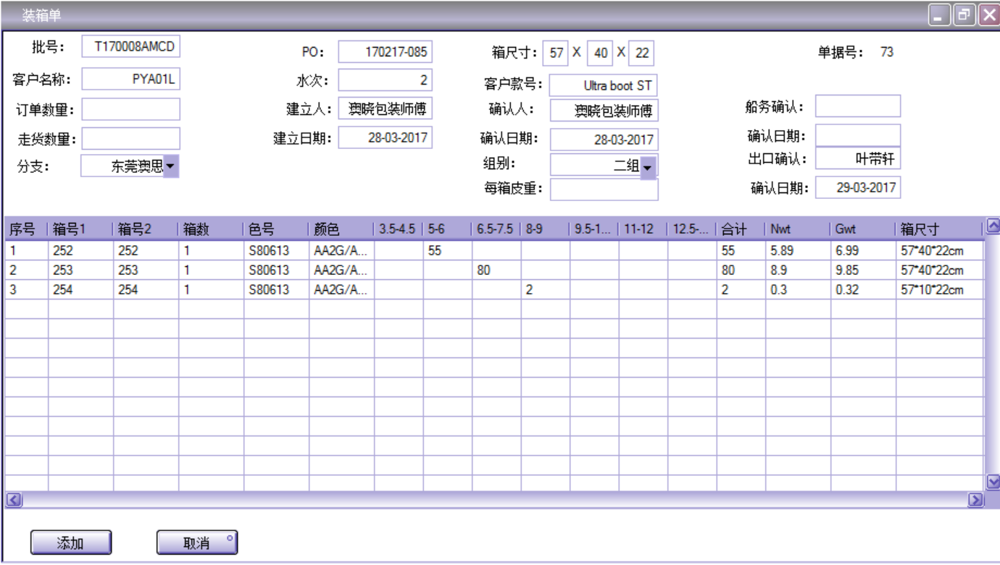 装箱单
批号： T170008AMCD PO： 170217-085 箱尺寸： 57 X 40 X 22 单据号： 73
客户名称： PYA01L 水次： 2 客户款号： Ultra boot ST
订单数量： 建立人： 澳晓包装师傅 确认人： 澳晓包装师傅 船务确认：
走货数量： 建立日期： 28-03-2017 确认日期： 28-03-2017 确认日期：
分支： 东莞澳思 组别： 二组 出口确认： 叶带轩
每箱皮重： 确认日期： 29-03-2017
序号 箱号1 箱号2 箱数 色号 颜色 3.5-4.5 5-6 6.5-7.5 8-9 9.5-1... 11-12 12.5-... 合计 Nwt Gwt 箱尺寸
1 252 252 1 S80613 AA2G/A... 55 55 5.89 6.99 57*40*22cm
2 253 253 1 S80613 AA2G/A... 80 80 8.9 9.85 57*40*22cm
3 254 254 1 S80613 AA2G/A... 2 2 0.3 0.32 57*10*22cm
添加 取消